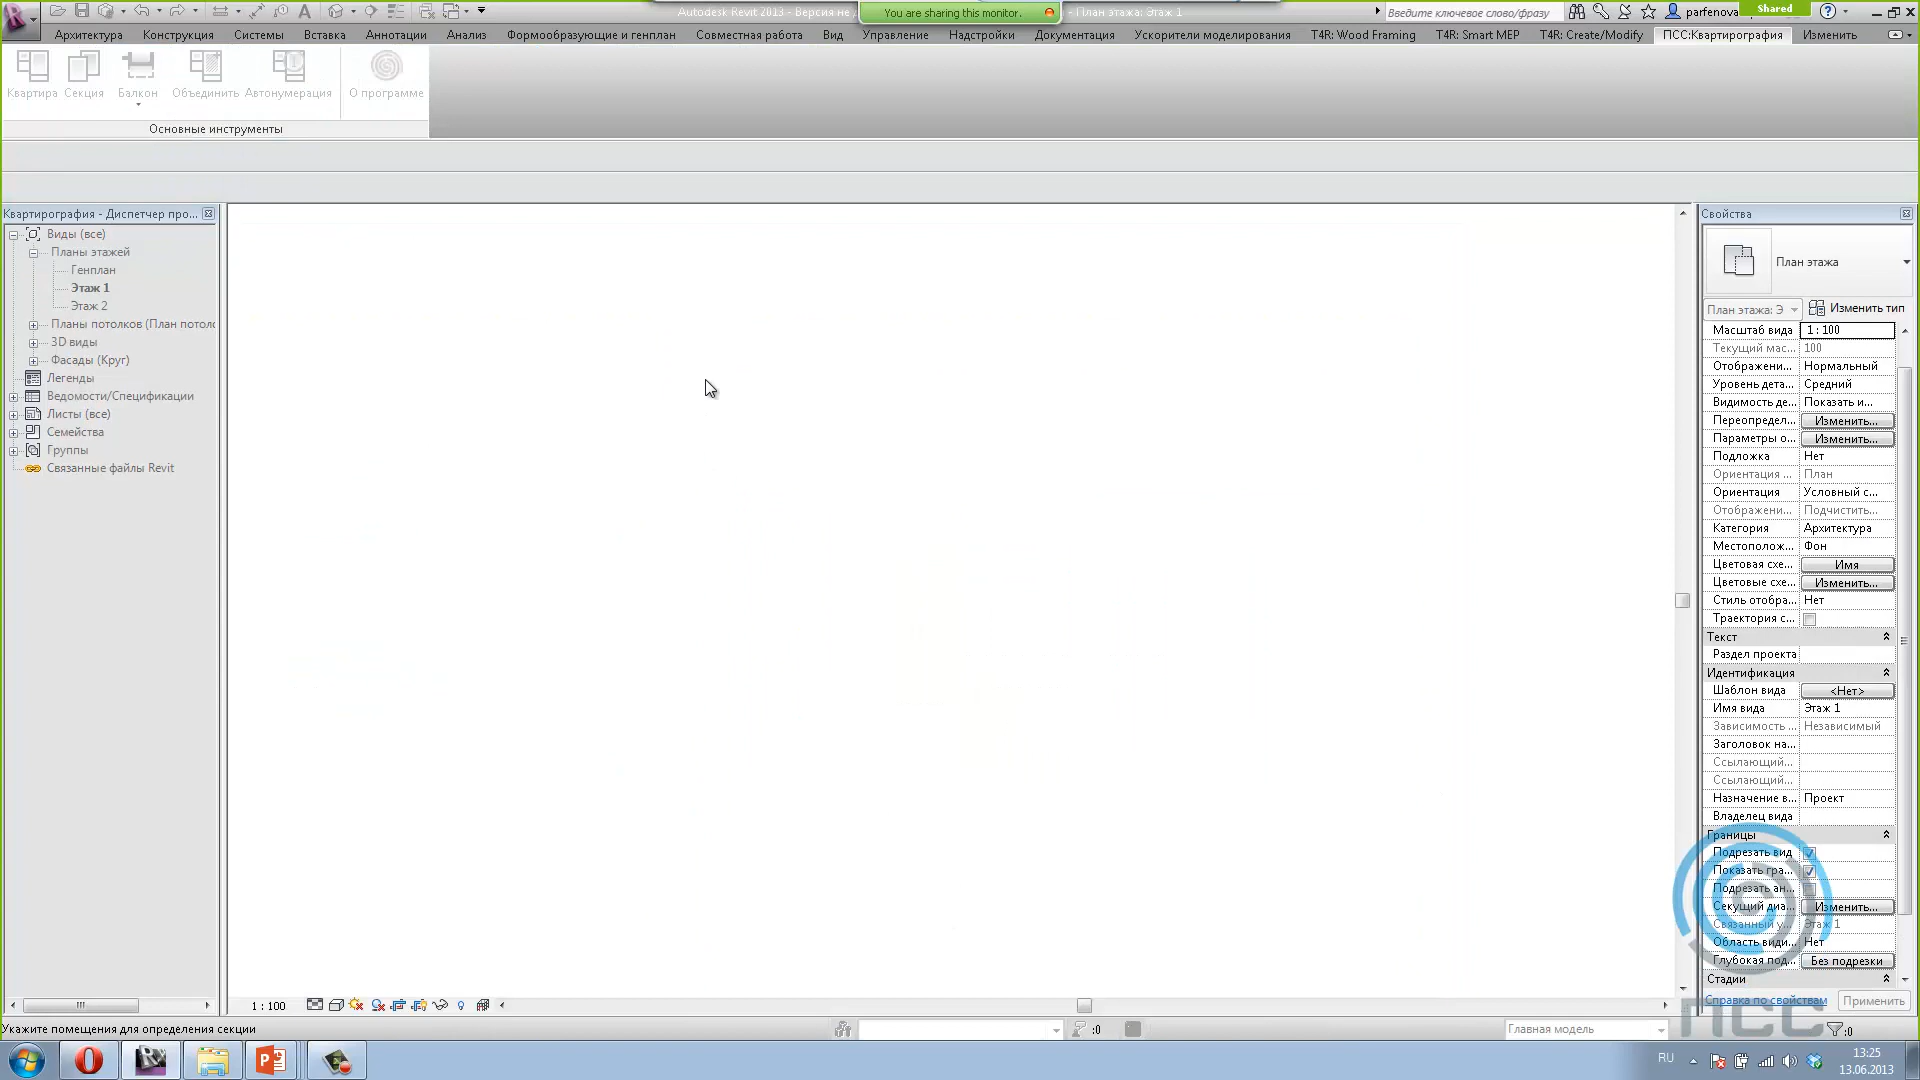 Autodesk Revit 2013 - Версия не д
You are sharing this monitor.
- План этажа: Этаж 1
Введите ключевое слово/фразу
parfenova
Shared
Архитектура
Конструкция
Системы
Вставка
Аннотации
Анализ
Формообразующие и генплан
Совместная работа
Вид
Управление
Надстройки
Документация
Ускорители моделирования
T4R: Wood Framing
T4R: Smart MEP
T4R: Create/Modify
ПСС:Квартирография
Изменить
Квартира
Секция
Балкон
Объединить
Автонумерация
О программе
Основные инструменты
Квартирография - Диспетчер про...
Виды (все)
Планы этажей
Генплан
Этаж 1
Этаж 2
Планы потолков (План потоло
3D виды
Фасады (Круг)
Легенды
Ведомости/Спецификации
Листы (все)
Семейства
Группы
Связанные файлы Revit
Свойства
План этажа
План этажа: Э
Изменить тип
Масштаб вида 1 : 100
Текущий мас... 100
Отображени... Нормальный
Уровень дета... Средний
Видимость де... Показать и...
Переопредел... Изменить...
Параметры о... Изменить...
Подложка Нет
Ориентация ... План
Ориентация Условный с...
Отображени... Подчистить...
Категория Архитектура
Местополож... Фон
Цветовая схе... Имя
Цветовые схе... Изменить...
Стиль отобра... Нет
Траектория с...
Текст
Раздел проекта
Идентификация
Шаблон вида <Нет>
Имя вида Этаж 1
Зависимость ... Независимый
Заголовок на...
Ссылающий...
Ссылающий...
Назначение в... Проект
Владелец вида
Границы
Подрезать вид
Показать гра...
Подрезать ан...
Секущий диа... Изменить...
Связанный у... Этаж 1
Область види... Нет
Глубокая под... Без подрезки
Стадии
Справка по свойствам
Применить
ПСС
1 : 100
Укажите помещения для определения секции
:0
Главная модель
:0
RU
13:25
13.06.2013